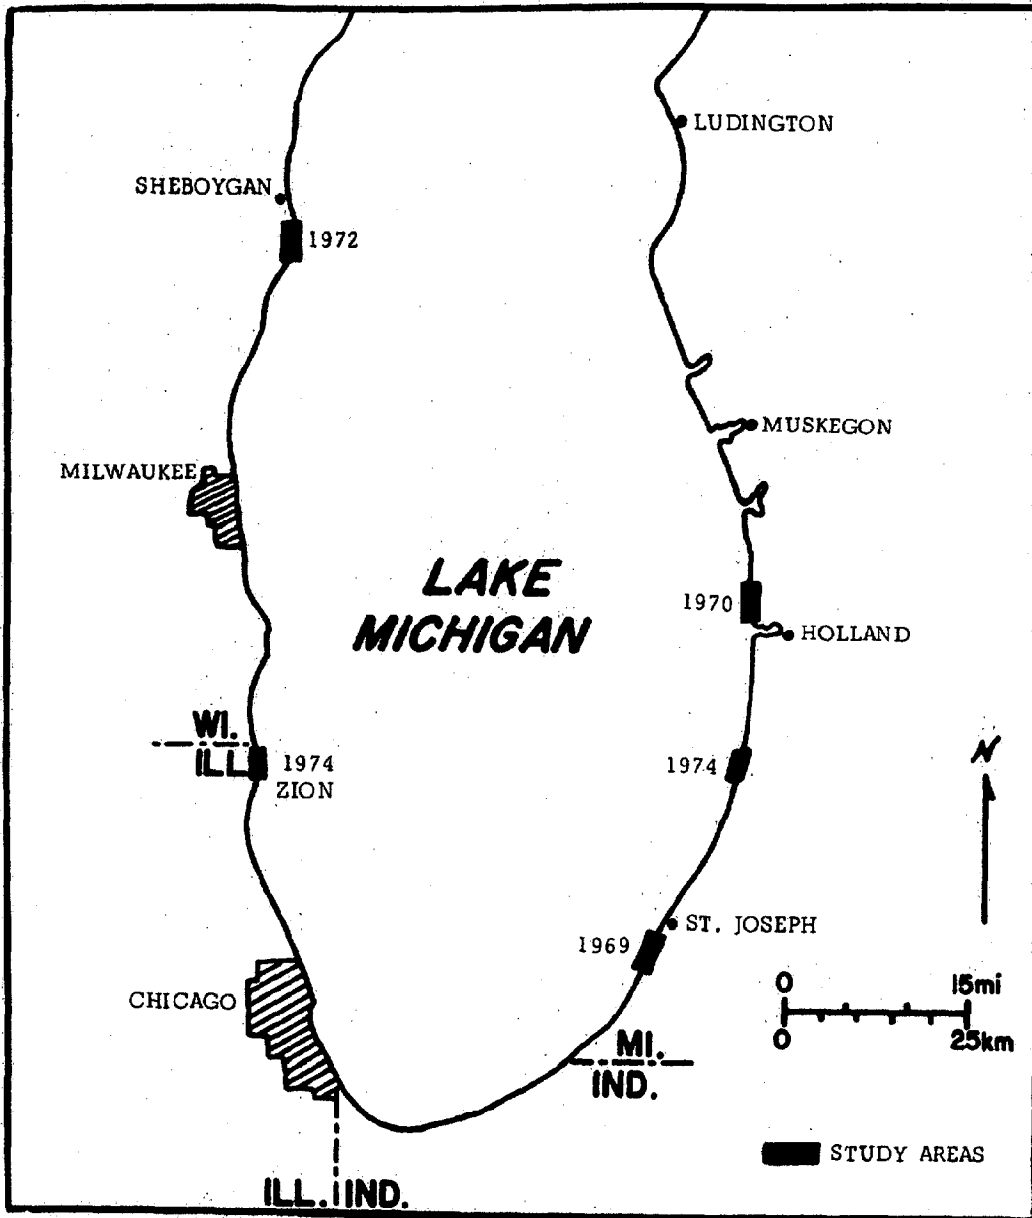 LUDINGTON
SHEBOYGAN
1972
MUSKEGON
MILWAUKEE
LAKE
MICHIGAN
1970
HOLLAND
WI.
ILL.
1974
ZION
1974
N
ST. JOSEPH
1969
0 15mi
0 25km
CHICAGO
MI.
IND.
STUDY AREAS
ILL. IND.